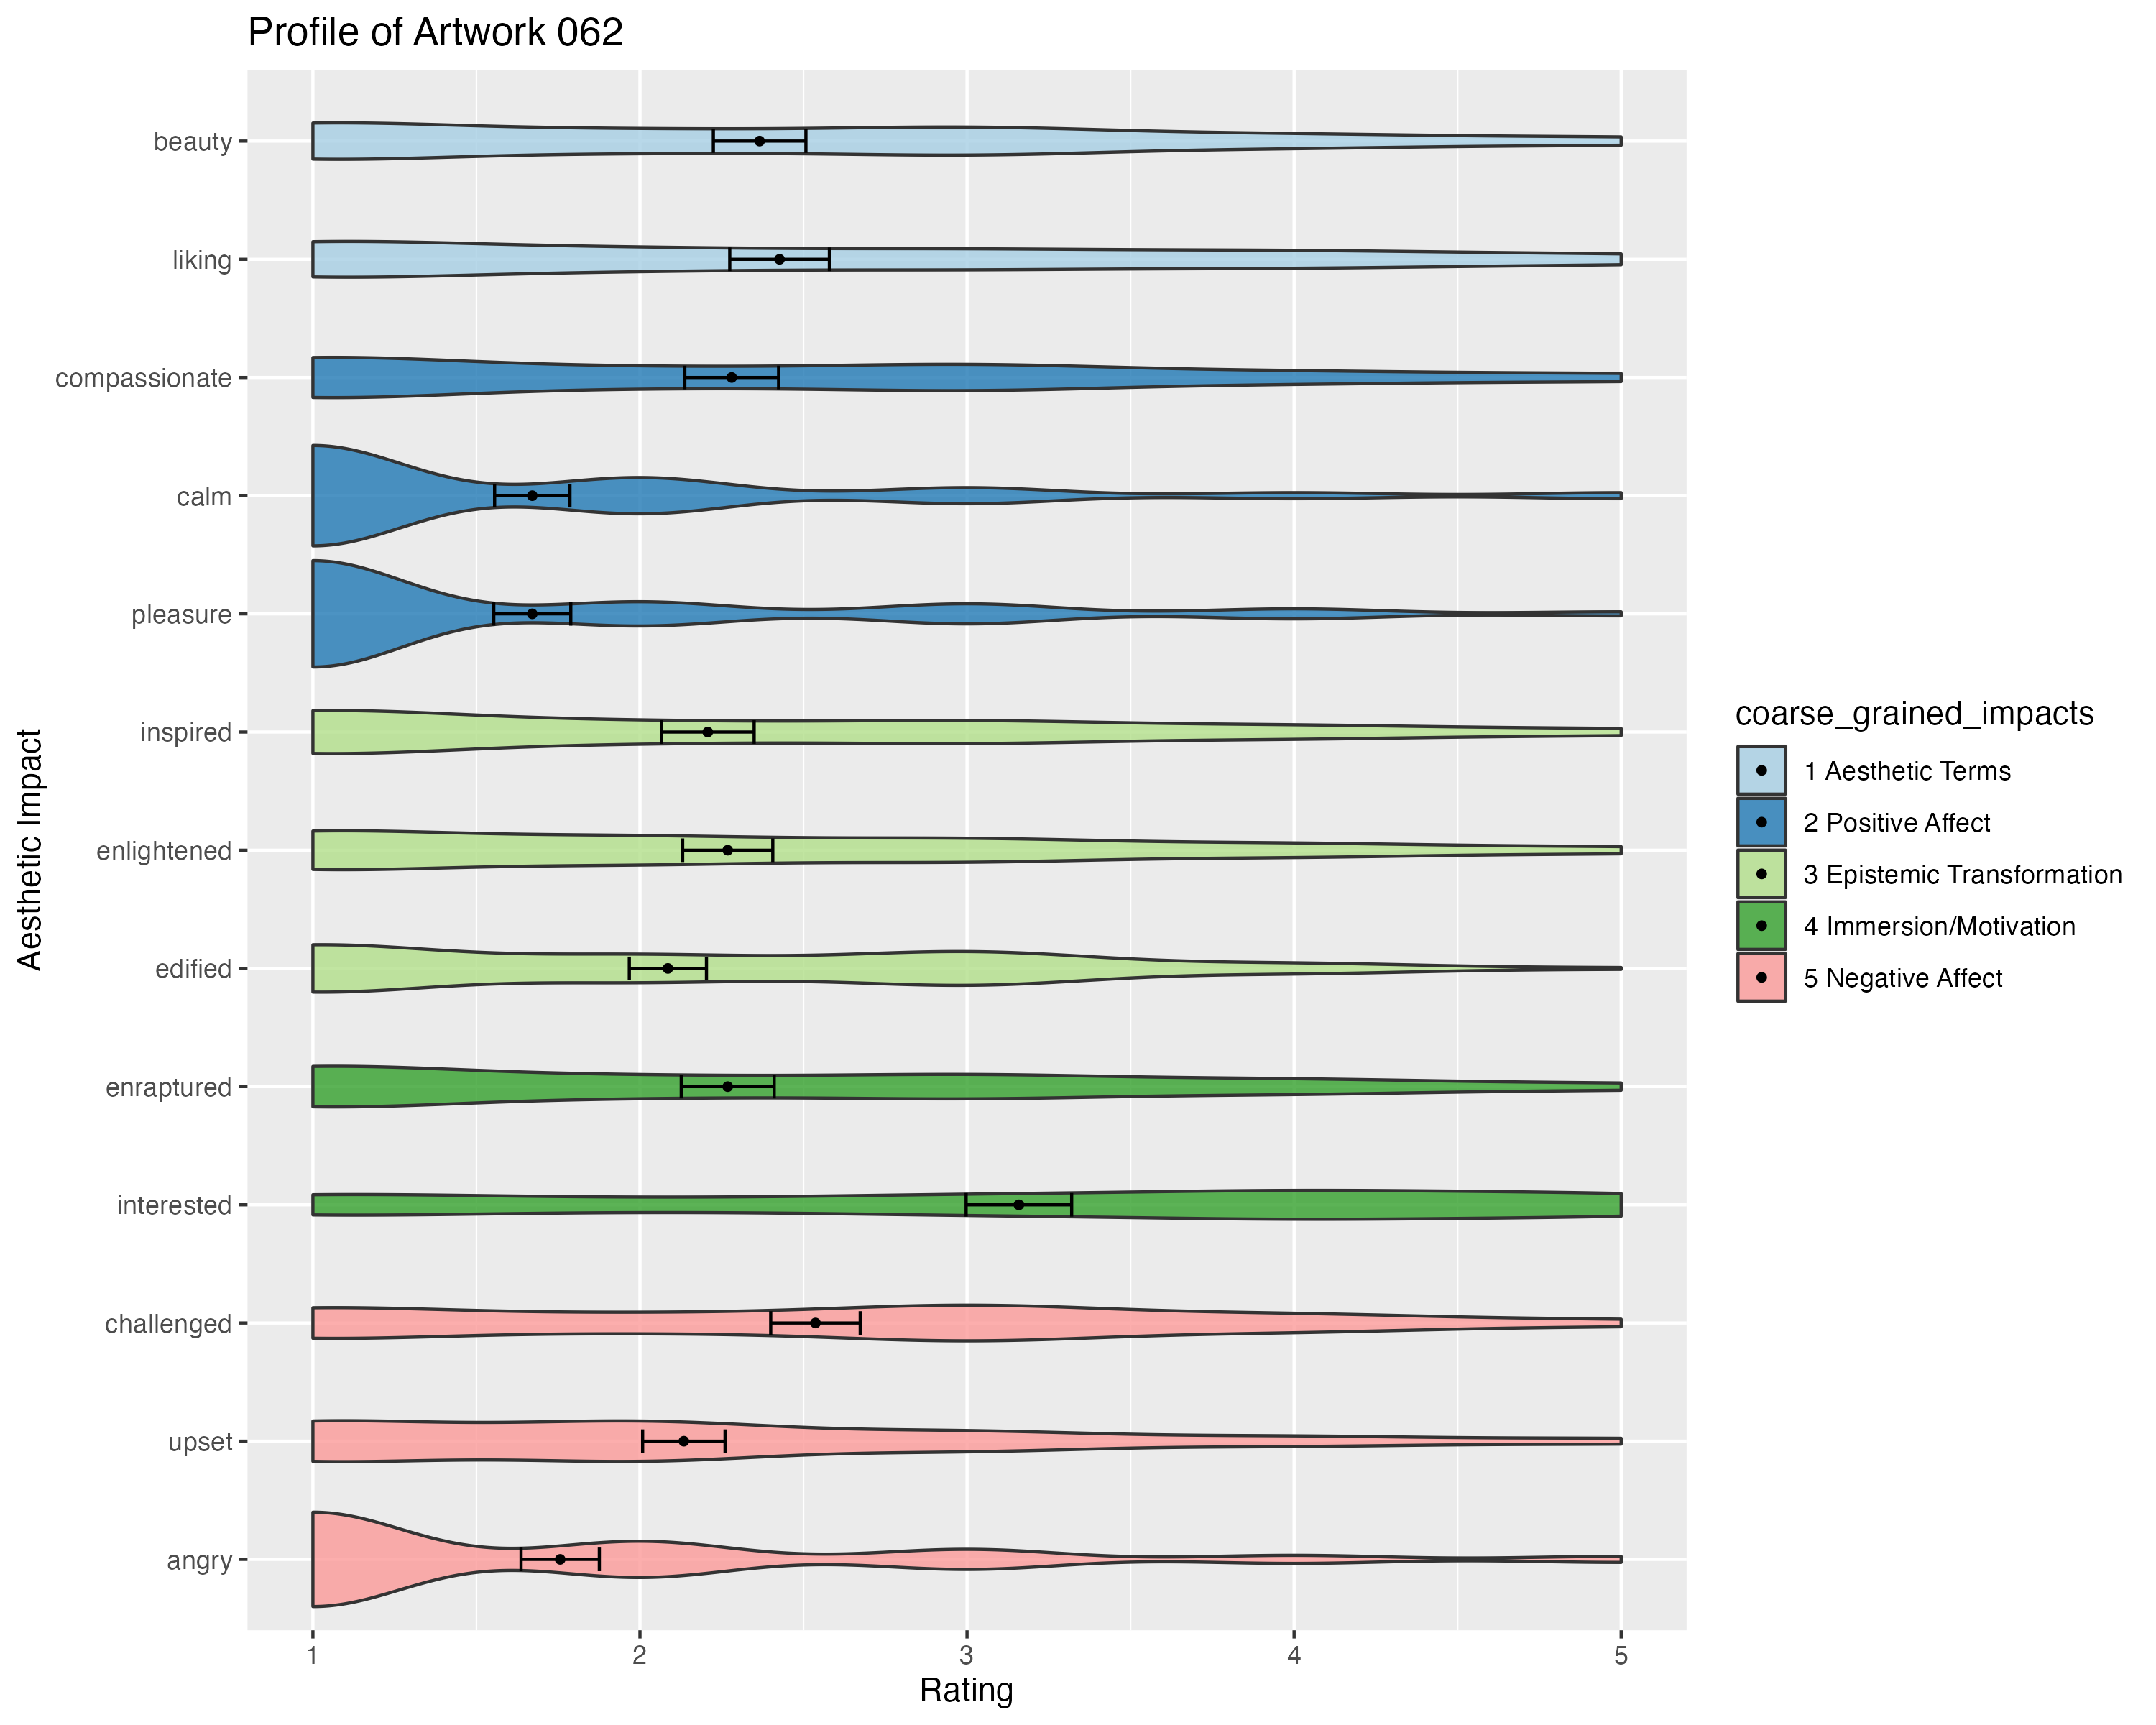 Profile of Artwork 062
beauty
liking
compassionate
calm
pleasure
inspired
enlightened
edified
enraptured
interested
challenged
upset
angry
Aesthetic Impact
1 2 3 4 5
Rating
coarse_grained_impacts
1 Aesthetic Terms
2 Positive Affect
3 Epistemic Transformation
4 Immersion/Motivation
5 Negative Affect